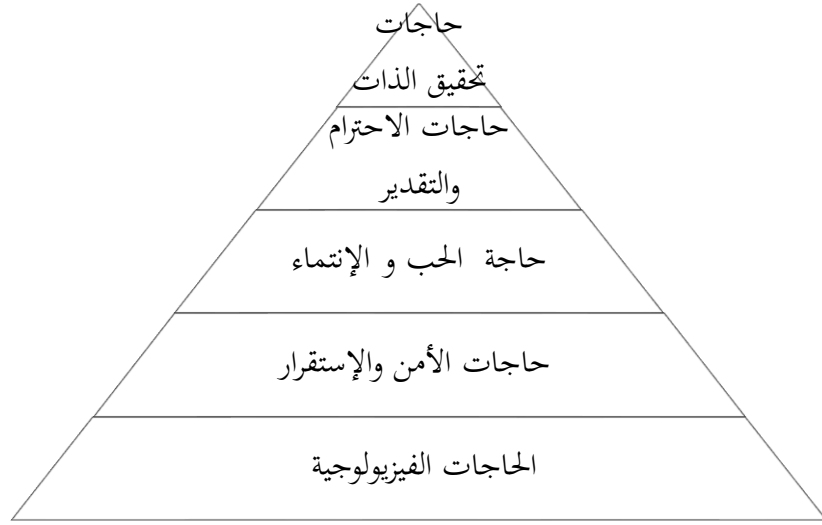 حاجات
تحقيق الذات
حاجات الاحترام
والتقدير
حاجة الحب و الإنتماء
حاجات الأمن والإستقرار
الحاجات الفيزيولوجية